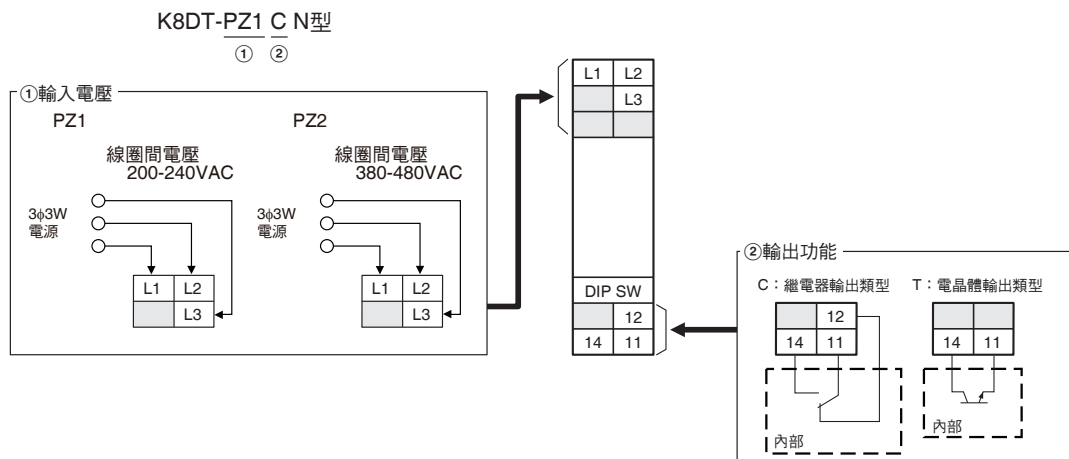 K8DT-PZ1 C N型
① ②
①輸入電壓
PZ1
線圈間電壓
200-240VAC
3ϕ3W
電源
L1 L2
L3
PZ2
線圈間電壓
380-480VAC
3ϕ3W
電源
L1 L2
L3
L1 L2
L3
DIP SW
12
14 11
②輸出功能
C：繼電器輸出類型
12
14 11
內部
T：電晶體輸出類型
14 11
內部